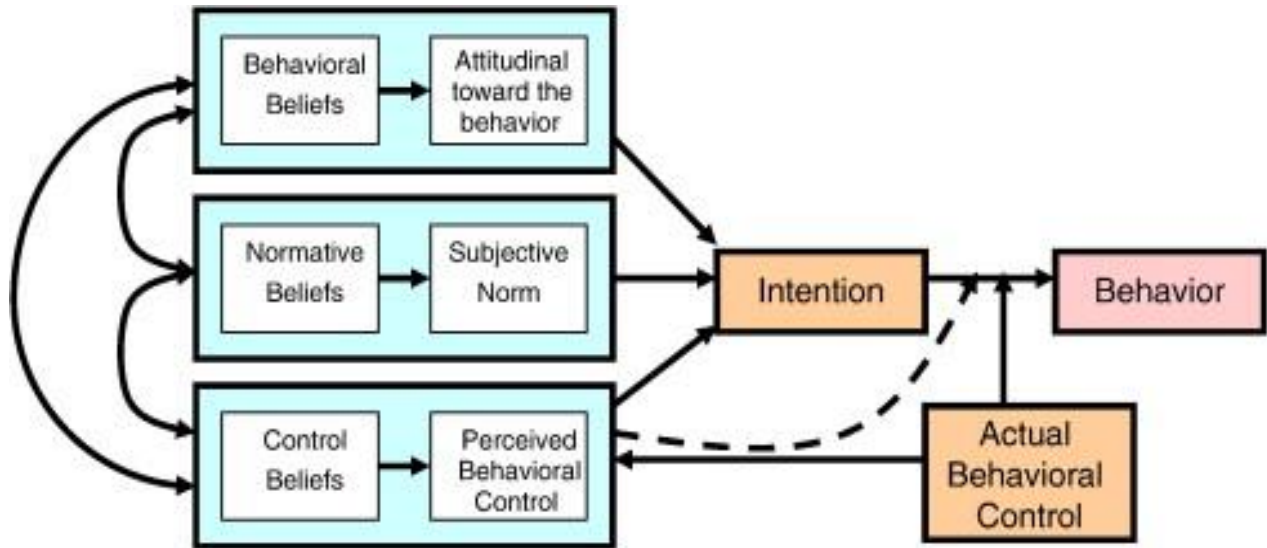 Behavioral
Beliefs
Attitudinal
toward the
behavior
Normative
Beliefs
Subjective
Norm
Intention
Behavior
Control
Beliefs
Perceived
Behavioral
Control
Actual
Behavioral
Control